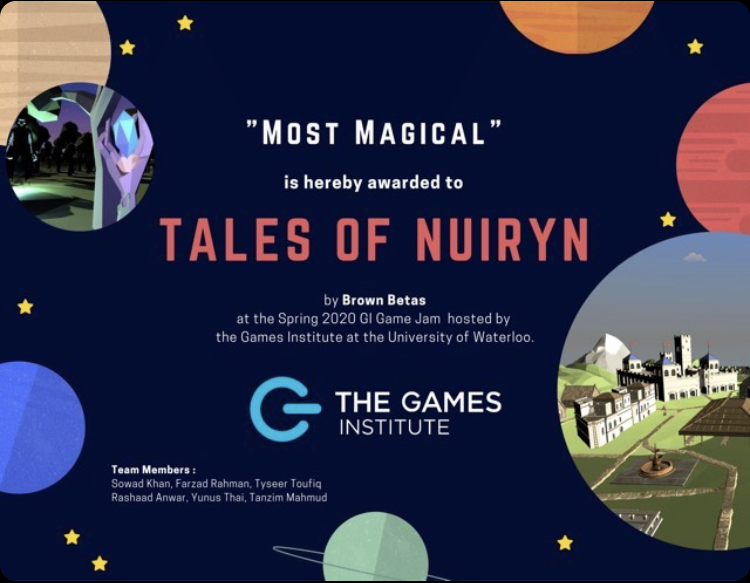 "Most Magical"
is hereby awarded to
TALES OF NUIRYN
by Brown Betas
at the Spring 2020 GI Game Jam hosted by
the Games Institute at the University of Waterloo.
THE GAMES
INSTITUTE
Team Members :
Sowad Khan, Farzad Rahman, Tyseer Toufiq
Rashaad Anwar, Yunus Thai, Tanzim Mahmud